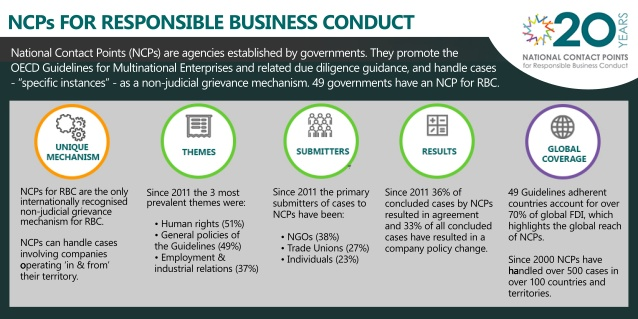 NCPs FOR RESPONSIBLE BUSINESS CONDUCT
20 YEARS
NATIONAL CONTACT POINTS
for Responsible Business Conduct
National Contact Points (NCPs) are agencies established by governments. They promote the
OECD Guidelines for Multinational Enterprises and related due diligence guidance, and handle cases
- “specific instances” - as a non-judicial grievance mechanism. 49 governments have an NCP for RBC.
UNIQUE
MECHANISM
NCPs for RBC are the only
internationally recognised
non-judicial grievance
mechanism for RBC.
NCPs can handle cases
involving companies
operating ‘in & from’
their territory.
THEMES
Since 2011 the 3 most
prevalent themes were:
• Human rights (51%)
• General policies of
the Guidelines (49%)
• Employment &
industrial relations (37%)
SUBMITTERS
Since 2011 the primary
submitters of cases to
NCPs have been:
• NGOs (38%)
• Trade Unions (27%)
• Individuals (23%)
RESULTS
Since 2011 36% of
concluded cases by NCPs
resulted in agreement
and 33% of all concluded
cases have resulted in a
company policy change.
GLOBAL
COVERAGE
49 Guidelines adherent
countries account for over
70% of global FDI, which
highlights the global reach
of NCPs.
Since 2000 NCPs have
handled over 500 cases in
over 100 countries and
territories.